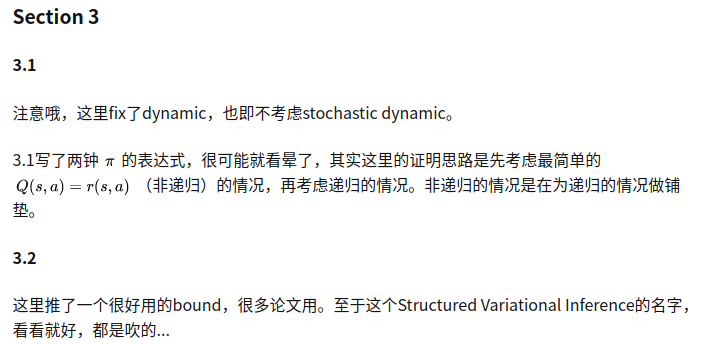 Section 3
3.1
注意哦，这里fix了dynamic，也即不考虑stochastic dynamic。
3.1写了两钟 π 的表达式，很可能就看晕了，其实这里的证明思路是先考虑最简单的
Q(s, a) = r(s, a) （非递归）的情况，再考虑递归的情况。非递归的情况是在为递归的情况做铺
垫。
3.2
这里推了一个很好用的bound，很多论文用。至于这个Structured Variational Inference的名字，
看看就好，都是吹的...